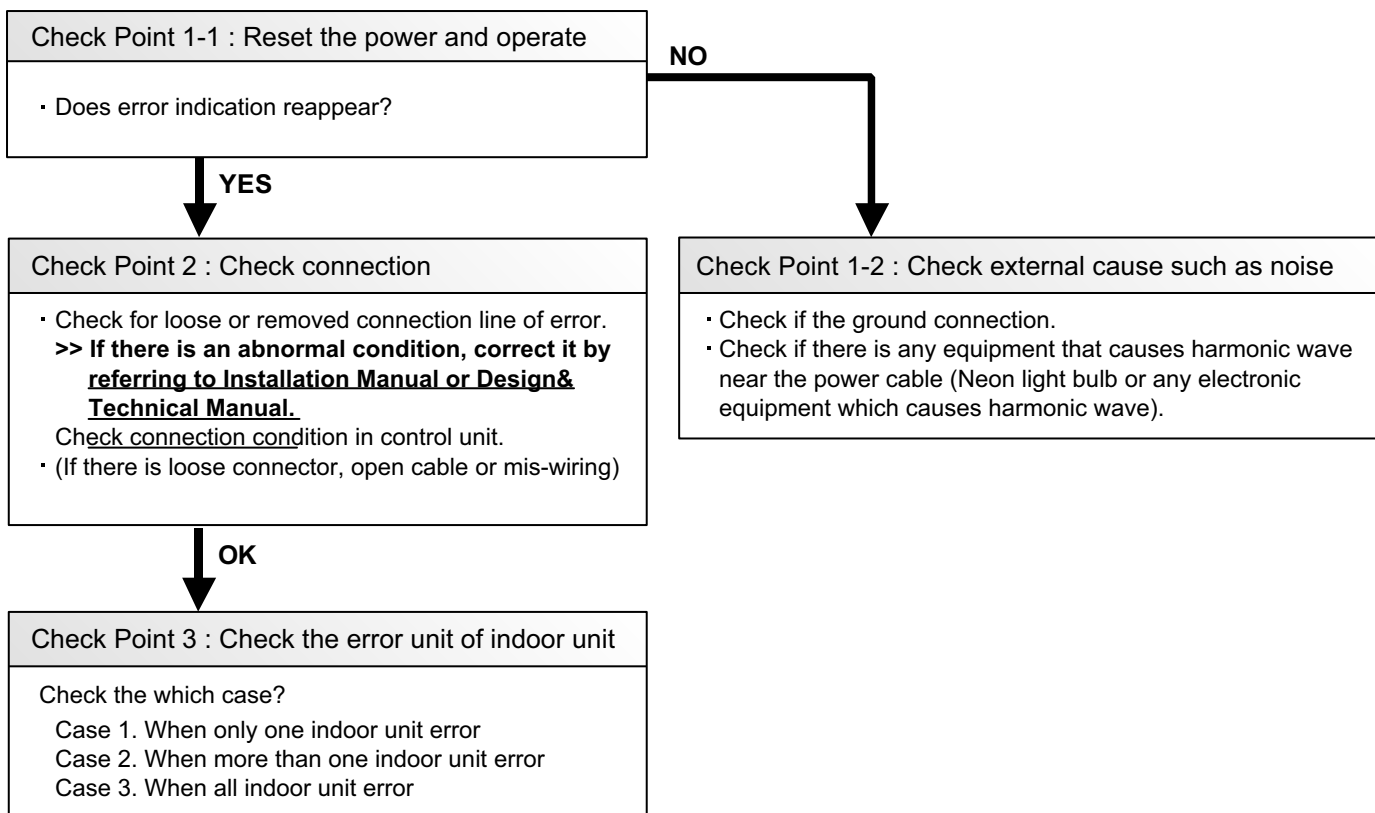 Check Point 1-1 : Reset the power and operate
· Does error indication reappear?
NO
YES
Check Point 2 : Check connection
· Check for loose or removed connection line of error.
>> If there is an abnormal condition, correct it by
referring to Installation Manual or Design&
Technical Manual.
Check connection condition in control unit.
· (If there is loose connector, open cable or mis-wiring)
Check Point 1-2 : Check external cause such as noise
· Check if the ground connection.
· Check if there is any equipment that causes harmonic wave
near the power cable (Neon light bulb or any electronic
equipment which causes harmonic wave).
OK
Check Point 3 : Check the error unit of indoor unit
Check the which case?
Case 1. When only one indoor unit error
Case 2. When more than one indoor unit error
Case 3. When all indoor unit error